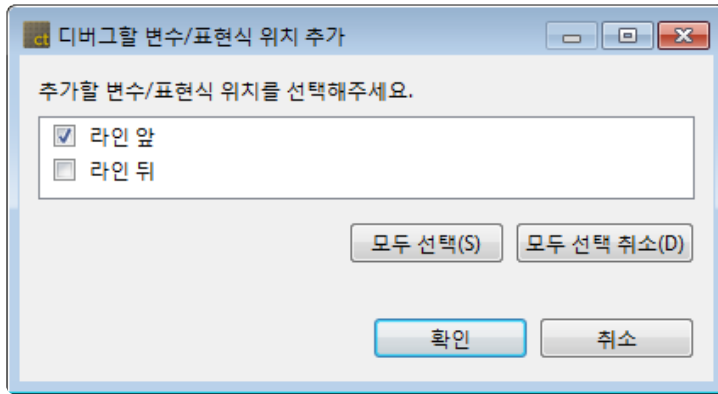 ct 디버그할 변수/표현식 위치 추가
추가할 변수/표현식 위치를 선택해주세요.
라인 앞
라인 뒤
모두 선택(S) 모두 선택 취소(D)
확인 취소